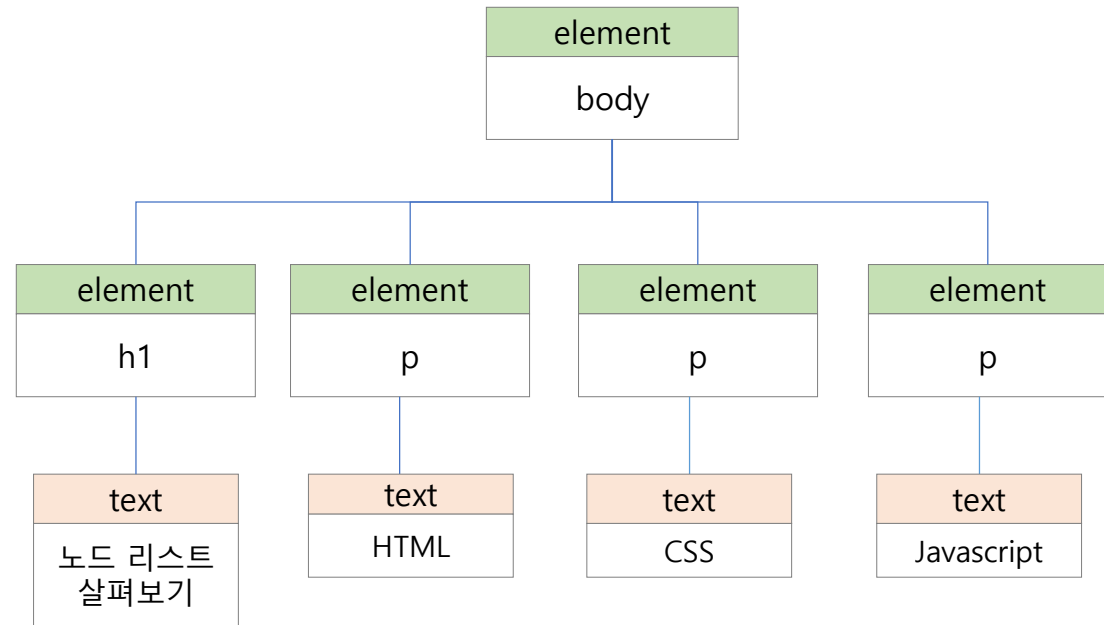 element
body
element
element
element
element
h1
p
p
p
text
text
text
text
노드 리스트
살펴보기
HTML
CSS
Javascript